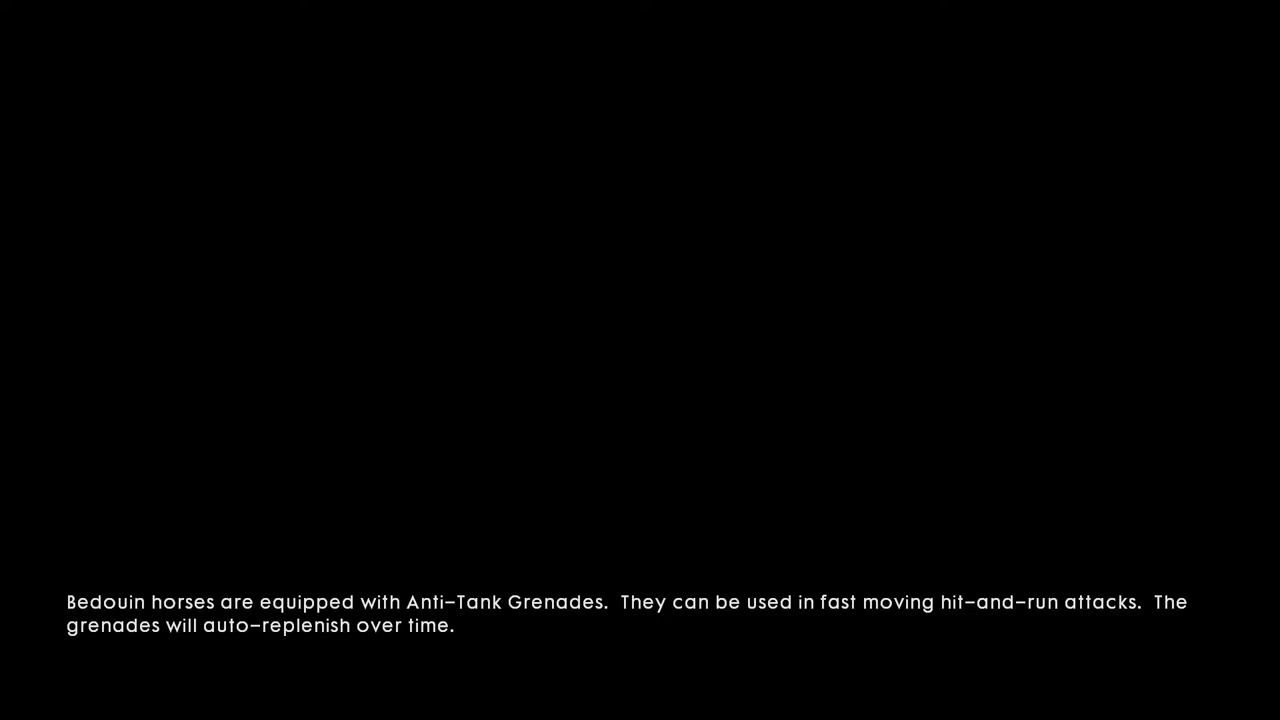 Bedouin horses are equipped with Anti-Tank Grenades.  They can be used in fast moving hit-and-run attacks.  The
grenades will auto-replenish over time.